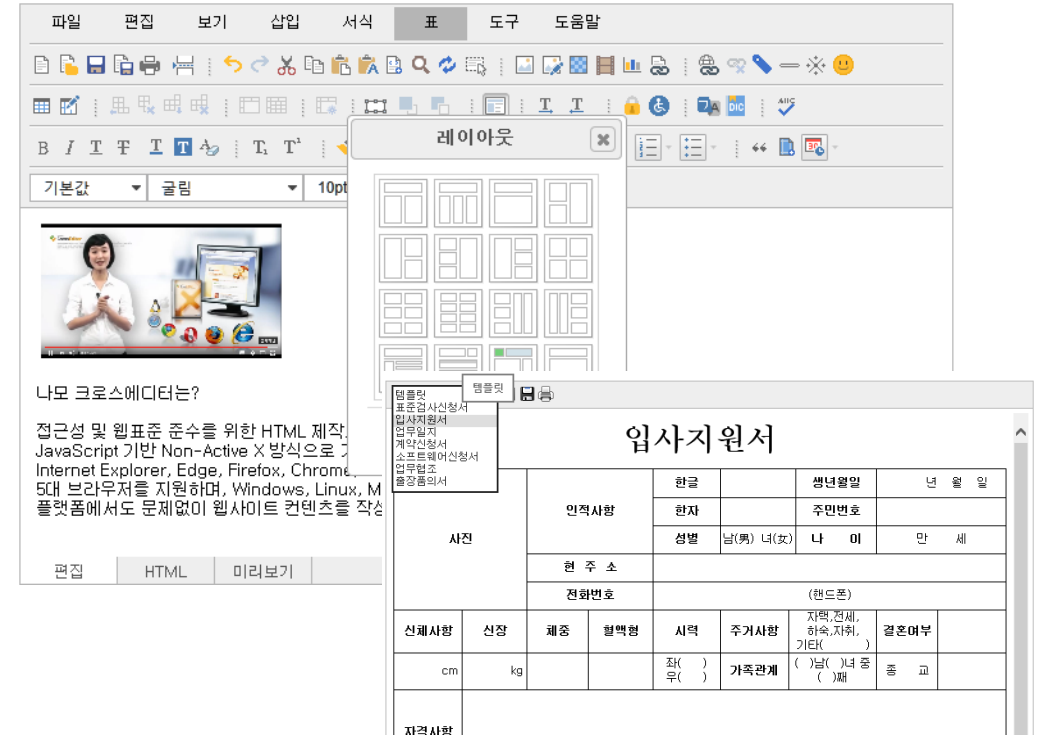 파일 편집 보기 삽입 서식 표 도구 도움말
B I T T T T
T₁ T¹
DIC
ABC
기본값 굴림 10pt
레이아웃
나모 크로스에디터는?
접근성 및 웹표준 준수를 위한 HTML 제작
JavaScript 기반 Non-Active X 방식으로
Internet Explorer, Edge, Firefox, Chrome,
5대 브라우저를 지원하며, Windows, Linux, M
플랫폼에서도 문제없이 웹사이트 컨텐츠를 작성
편집 HTML 미리보기
템플릿
템플릿
표준검사신청서
입사지원서
업무일지
계약신청서
소프트웨어신청서
업무협조
출장품의서
입사지원서
사진 인적사항 한글 생년월일 년 월 일
한자 주민번호
성별 남(男) 녀(女) 나 이 만 세
현 주 소
전화번호 (핸드폰)
신체사항 신장 체중 혈액형 시력 주거사항 자택,전세, 결혼여부
하숙,자취,
기타( )
cm kg 좌( ) 가족관계 ( )남( )녀 중 종 교
우( ) ( )째
자격사항